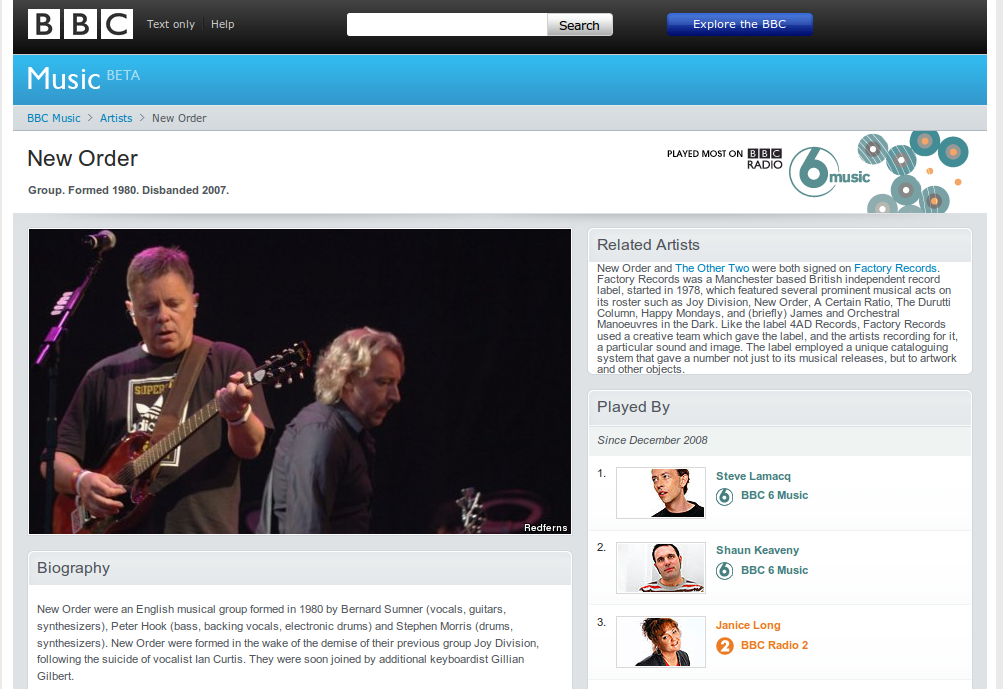 BBC Text only Help Search Explore the BBC
Music BETA
BBC Music > Artists > New Order
New Order
Group. Formed 1980. Disbanded 2007.
PLAYED MOST ON BBC RADIO 6 music
SUPER
adidas
Redferns
Biography
New Order were an English musical group formed in 1980 by Bernard Sumner (vocals, guitars,
synthesizers), Peter Hook (bass, backing vocals, electronic drums) and Stephen Morris (drums,
synthesizers). New Order were formed in the wake of the demise of their previous group Joy Division,
following the suicide of vocalist Ian Curtis. They were soon joined by additional keyboardist Gillian
Gilbert.
Related Artists
New Order and The Other Two were both signed on Factory Records.
Factory Records was a Manchester based British independent record
label, started in 1978, which featured several prominent musical acts on
its roster such as Joy Division, New Order, A Certain Ratio, The Durutti
Column, Happy Mondays, and (briefly) James and Orchestral
Manoeuvres in the Dark. Like the label 4AD Records, Factory Records
used a creative team which gave the label, and the artists recording for it,
a particular sound and image. The label employed a unique cataloguing
system that gave a number not just to its musical releases, but to artwork
and other objects.
Played By
Since December 2008
1. Steve Lamacq
6 BBC 6 Music
2. Shaun Keaveny
6 BBC 6 Music
3. Janice Long
2 BBC Radio 2